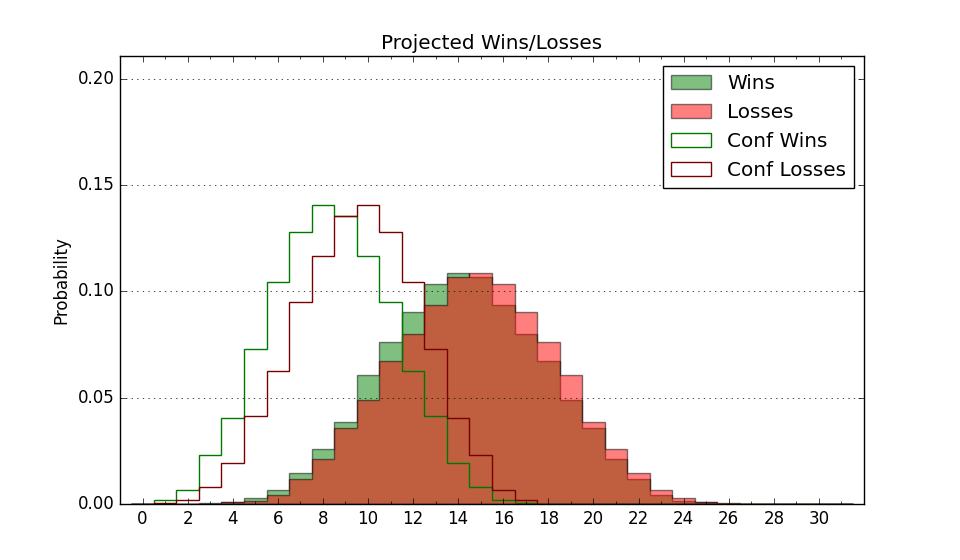 Projected Wins/Losses
0.20
0.15
0.10
0.05
0.00
Probability
Wins
Losses
Conf Wins
Conf Losses
0 2 4 6 8 10 12 14 16 18 20 22 24 26 28 30